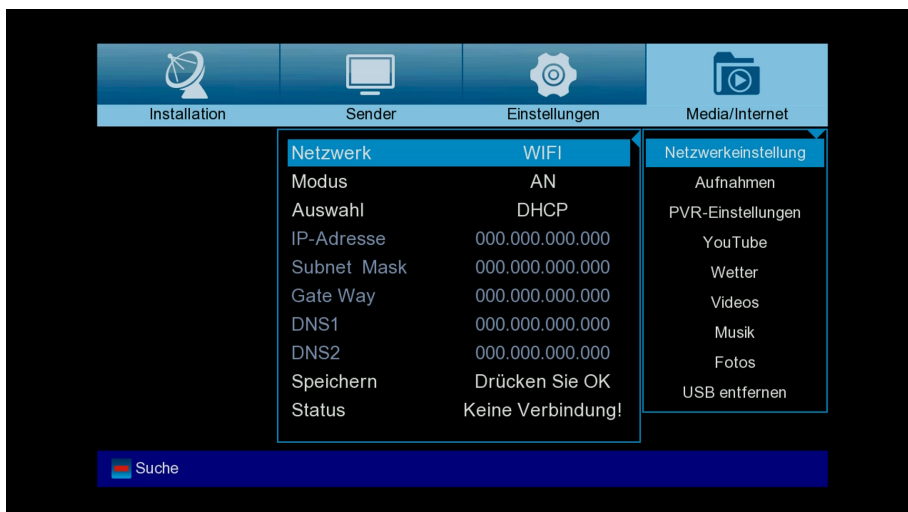 Installation Sender Einstellungen Media/Internet
Netzwerk WIFI
Modus AN
Auswahl DHCP
IP-Adresse 000.000.000.000
Subnet Mask 000.000.000.000
Gate Way 000.000.000.000
DNS1 000.000.000.000
DNS2 000.000.000.000
Speichern Drücken Sie OK
Status Keine Verbindung!
Netzwerkeinstellung
Aufnahmen
PVR-Einstellungen
YouTube
Wetter
Videos
Musik
Fotos
USB entfernen
Suche